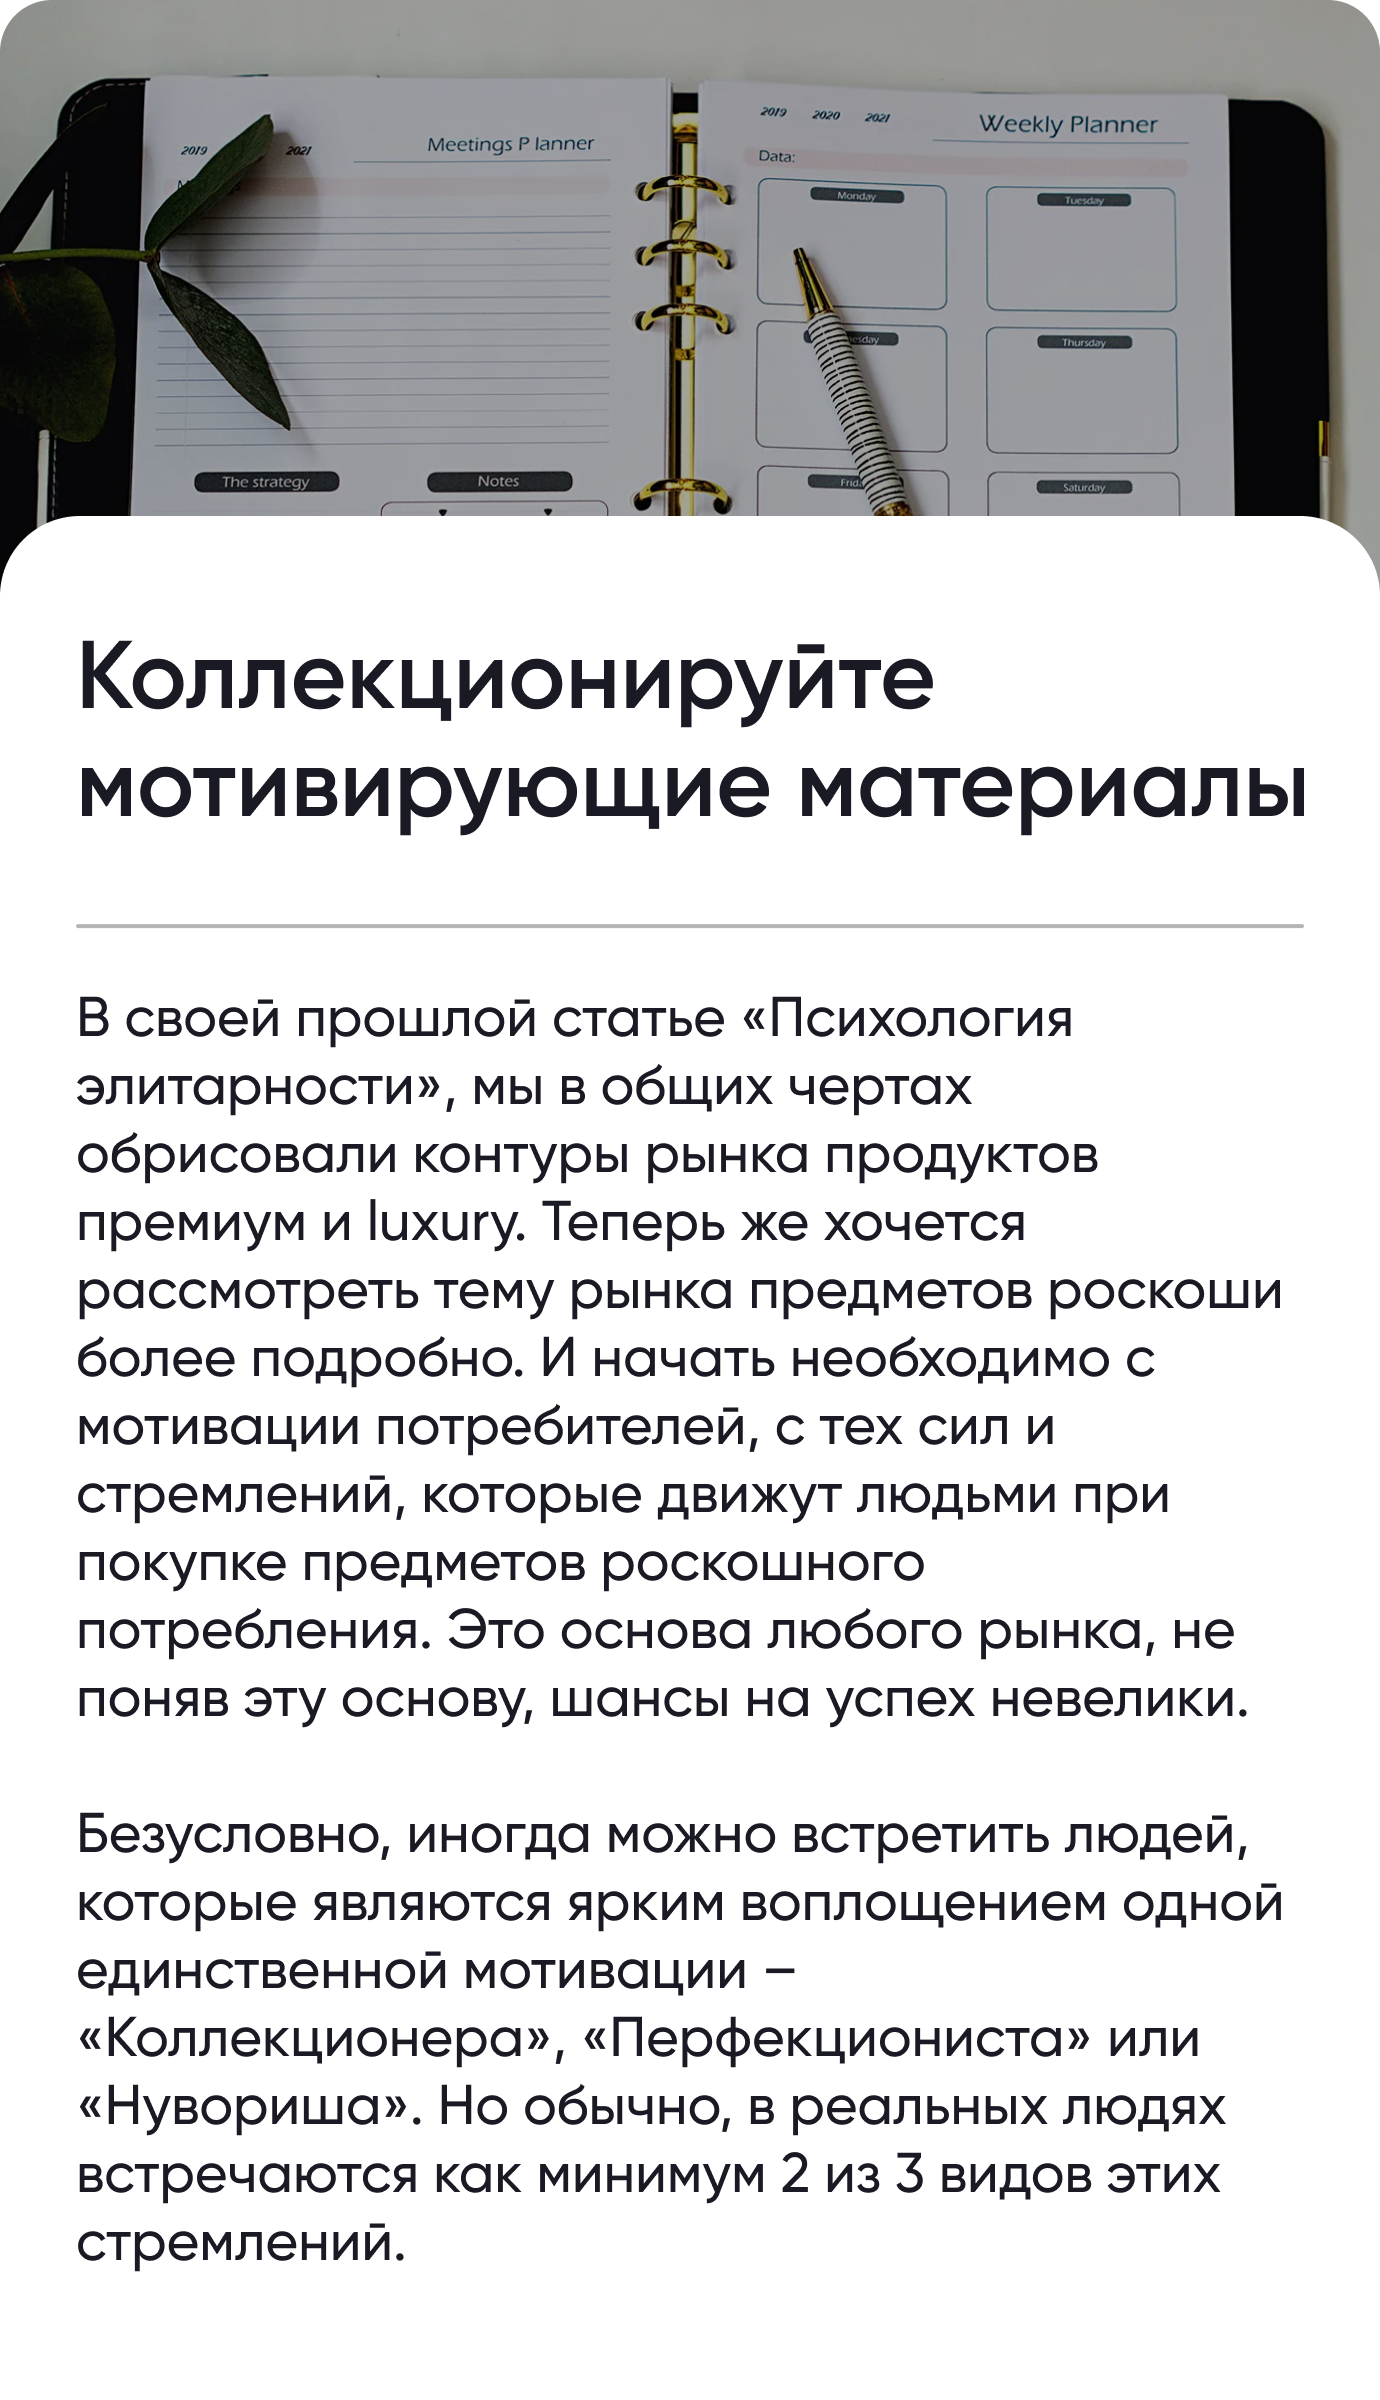 2019 2021 Meetings P lanner
The strategy Notes
2019 2020 2021 Weekly Planner
Data:
Monday Tuesday
Thursday
Saturday
Коллекционируйте
мотивирующие материалы
В своей прошлой статье «Психология
элитарности», мы в общих чертах
обрисовали контуры рынка продуктов
премиум и luxury. Теперь же хочется
рассмотреть тему рынка предметов роскоши
более подробно. И начать необходимо с
мотивации потребителей, с тех сил и
стремлений, которые движут людьми при
покупке предметов роскошного
потребления. Это основа любого рынка, не
поняв эту основу, шансы на успех невелики.
Безусловно, иногда можно встретить людей,
которые являются ярким воплощением одной
единственной мотивации –
«Коллекционера», «Перфекциониста» или
«Нувориша». Но обычно, в реальных людях
встречаются как минимум 2 из 3 видов этих
стремлений.